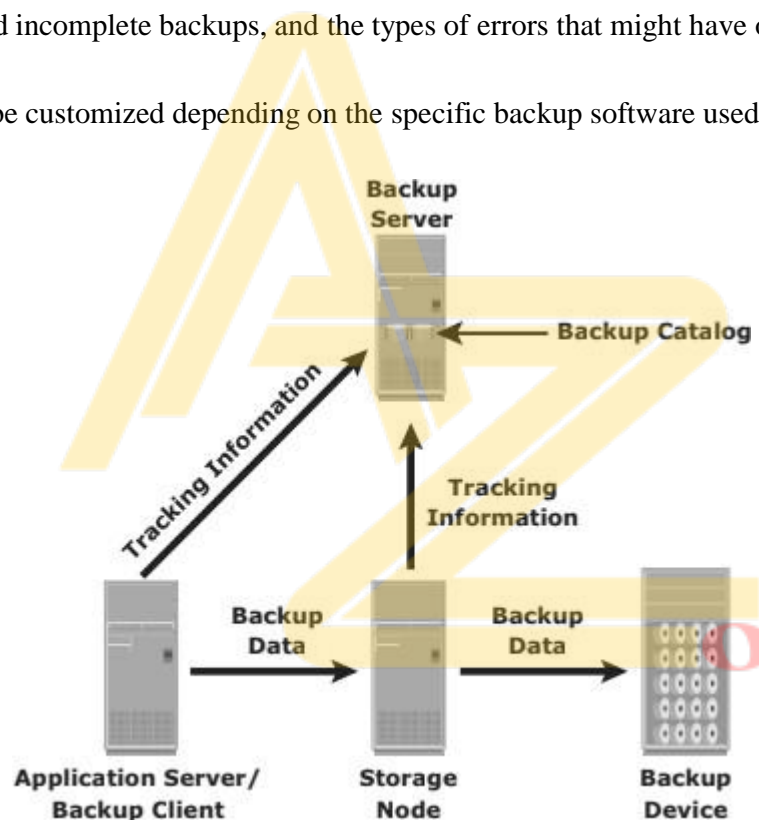 d incomplete backups, and the types of errors that might have
be customized depending on the specific backup software used
Backup
Server
Backup Catalog
Tracking Information
Tracking
Information
Backup
Data
Backup
Data
Application Server/
Backup Client
Storage
Node
Backup
Device